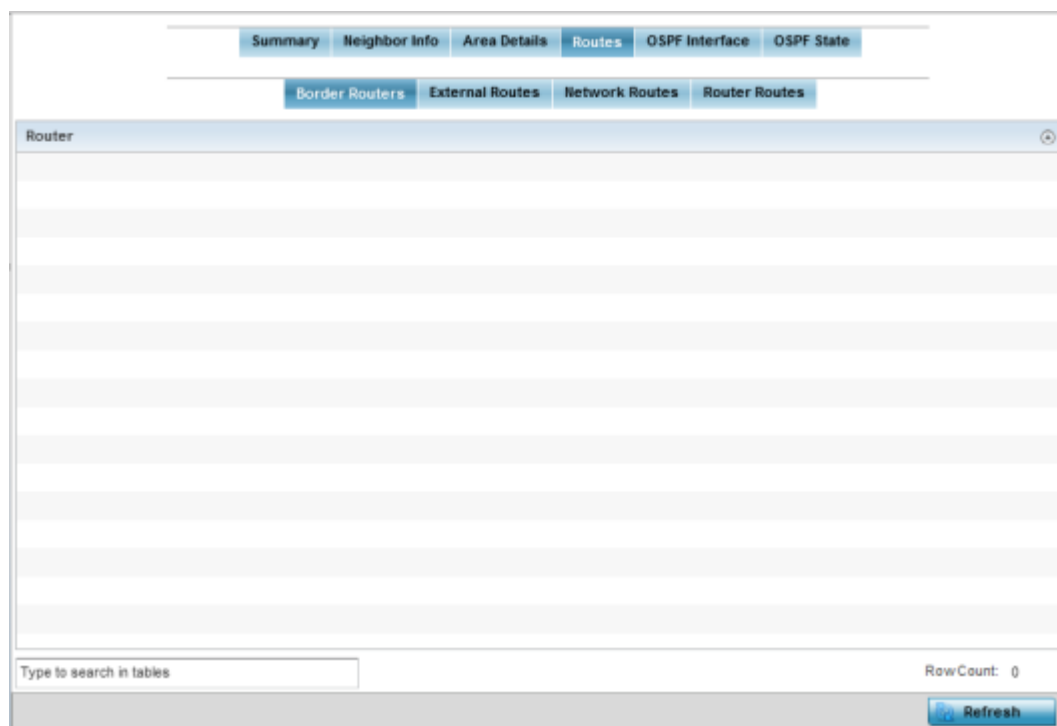 Summary Neighbor Info Area Details Routes OSPF Interface OSPF State
Border Routers External Routes Network Routes Router Routes
Router
Type to search in tables Row Count: 0
Refresh